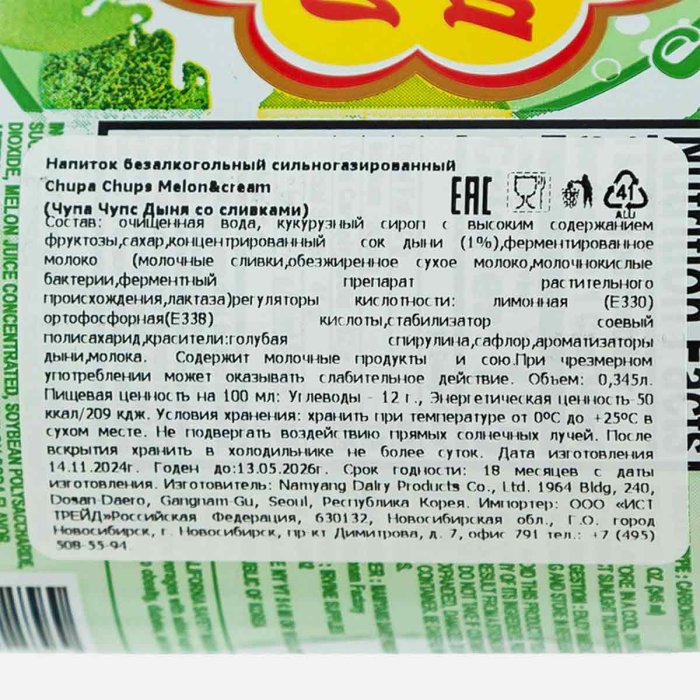 Напиток безалкогольный сильногазированный
Chupa Chups Melon&cream
(Чупа Чупс Дыня со сливками)
EAC
41
ALU
Состав: очищенная вода, кукурузный сироп с высоким содержанием
фруктозы,сахар,концентрированный сок дыни (1%),ферментированное
молоко (молочные сливки,обезжиренное сухое молоко,молочнокислые
бактерии,ферментный препарат растительного
происхождения,лактаза)регуляторы кислотности: лимонная (Е330)
ортофосфорная(Е338) кислоты,стабилизатор соевый
полисахарид,красители:голубая спирулина,сафлор,ароматизаторы
дыни,молока. Содержит молочные продукты и сою.При чрезмерном
употреблении может оказывать слабительное действие. Объем: 0,345л.
Пищевая ценность на 100 мл: Углеводы - 12 г., Энергетическая ценность-50
ккал/209 кдж. Условия хранения: хранить при температуре от 0ºС до +25ºС в
сухом месте. Не подвергать воздействию прямых солнечных лучей. После
вскрытия хранить в холодильнике не более суток. Дата изготовления
14.11.2024г. Годен до:13.05.2026г. Срок годности: 18 месяцев с даты
изготовления. Изготовитель: Namyang Dairy Products Co., Ltd. 1964 Bldg, 240,
Dosan-Daero, Gangnam-Gu, Seoul, Республика Корея. Импортер: ООО «ИСТ
ТРЕЙД»Российская Федерация, 630132, Новосибирская обл., Г.О. город
Новосибирск, г. Новосибирск, пр-кт Димитрова, д. 7, офис 791 тел.: +7 (495)
508-55-94
DIOXIDE, MELON JUICE CONCENTRATED, SOYBEAN POLYSACCHARIDE,